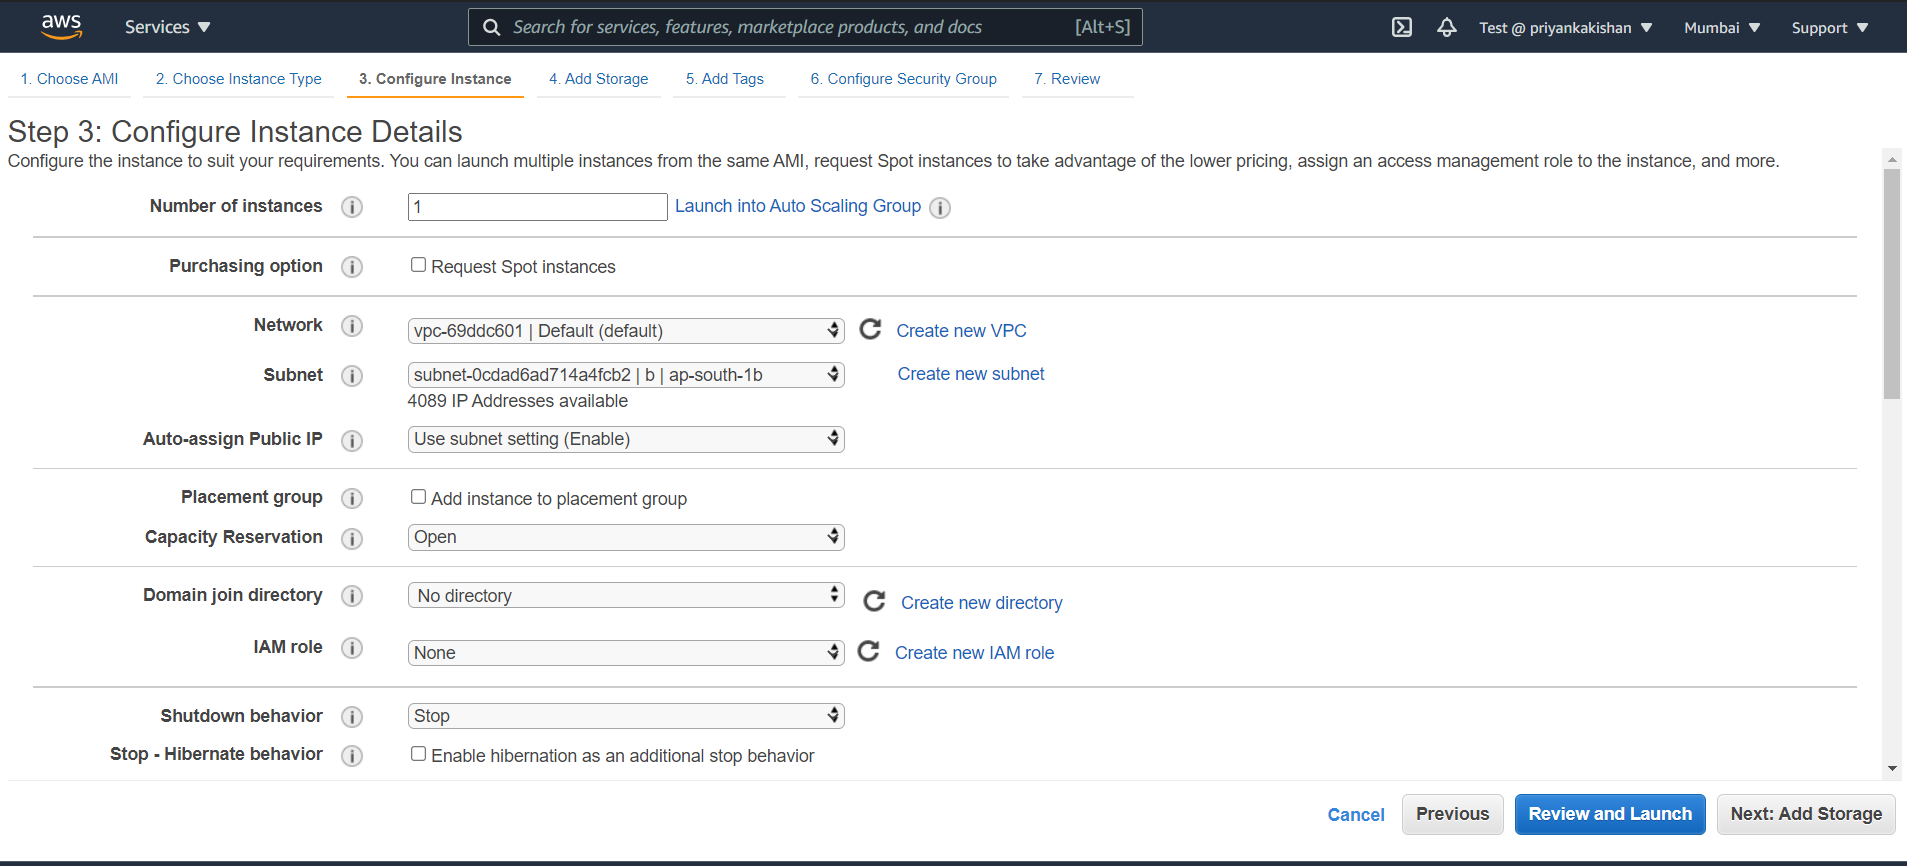 aws Services Search for services, features, marketplace products, and docs [Alt+S] Test @ priyankakishan Mumbai Support
1. Choose AMI 2. Choose Instance Type 3. Configure Instance 4. Add Storage 5. Add Tags 6. Configure Security Group 7. Review
Step 3: Configure Instance Details
Configure the instance to suit your requirements. You can launch multiple instances from the same AMI, request Spot instances to take advantage of the lower pricing, assign an access management role to the instance, and more.
Number of instances i 1 Launch into Auto Scaling Group i
Purchasing option i Request Spot instances
Network i vpc-69ddc601 | Default (default) Create new VPC
Subnet i subnet-0cdad6ad714a4fcb2 | b | ap-south-1b Create new subnet
4089 IP Addresses available
Auto-assign Public IP i Use subnet setting (Enable)
Placement group i Add instance to placement group
Capacity Reservation i Open
Domain join directory i No directory Create new directory
IAM role i None Create new IAM role
Shutdown behavior i Stop
Stop - Hibernate behavior i Enable hibernation as an additional stop behavior
Cancel Previous Review and Launch Next: Add Storage